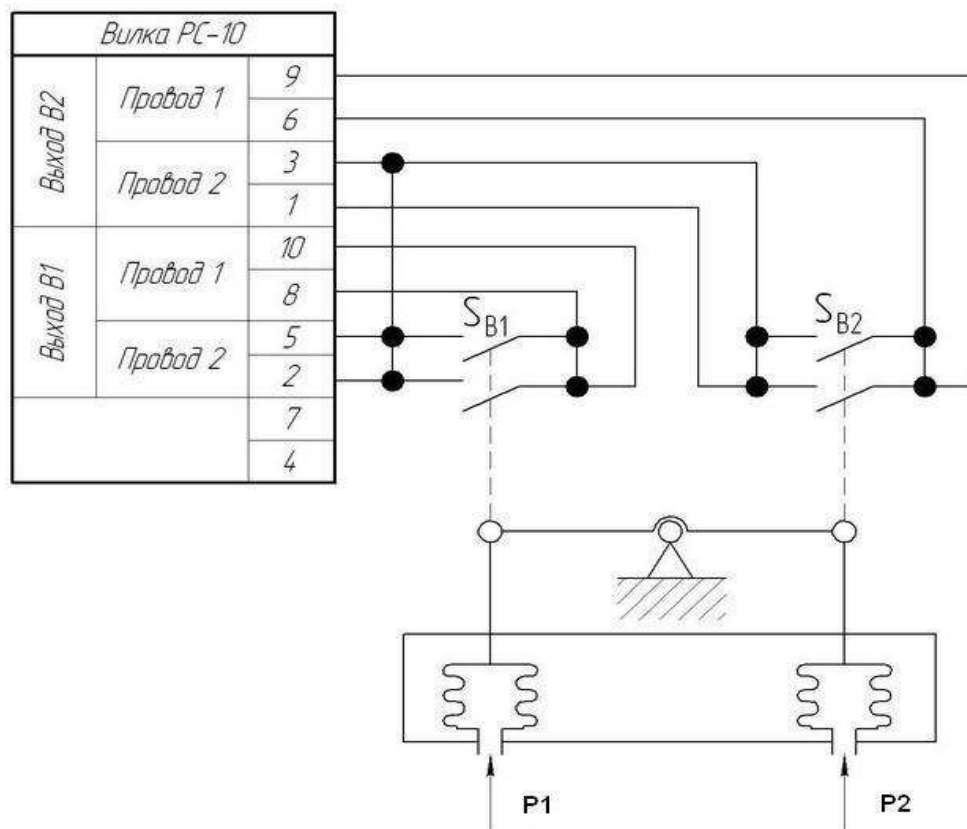 Вилка РС-10
Выход В2
Провод 1
9
6
Провод 2
3
1
Выход В1
Провод 1
10
8
Провод 2
5
2
7
4
SB1
SB2
P1
P2